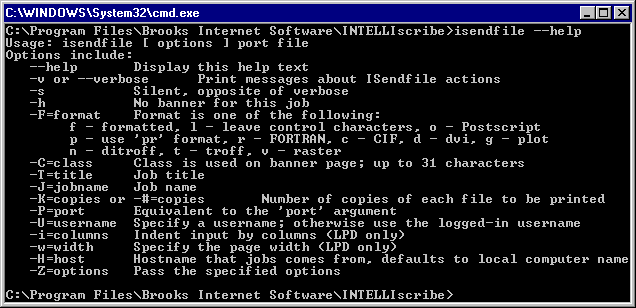 C:\WINDOWS\System32\cmd.exe
C:\Program Files\Brooks Internet Software\INTELLIscribe>isendfile --help
Usage: isendfile [ options ] port file
Options include:
--help Display this help text
-v or --verbose Print messages about ISendfile actions
-s Silent, opposite of verbose
-h No banner for this job
-F=format Format is one of the following:
f - formatted, l - leave control characters, o - Postscript
p - use 'pr' format, r - FORTRAN, c - CIF, d - dvi, g - plot
n - ditroff, t - troff, v - raster
-C=class Class is used on banner page; up to 31 characters
-T=title Job title
-J=jobname Job name
-K=copies or -#=copies Number of copies of each file to be printed
-P=port Equivalent to the 'port' argument
-U=username Specify a username; otherwise use the logged-in username
-i=columns Indent input by columns (LPD only)
-w=width Specify the page width (LPD only)
-H=host Hostname that jobs comes from, defaults to local computer name
-Z=options Pass the specified options
C:\Program Files\Brooks Internet Software\INTELLIscribe>